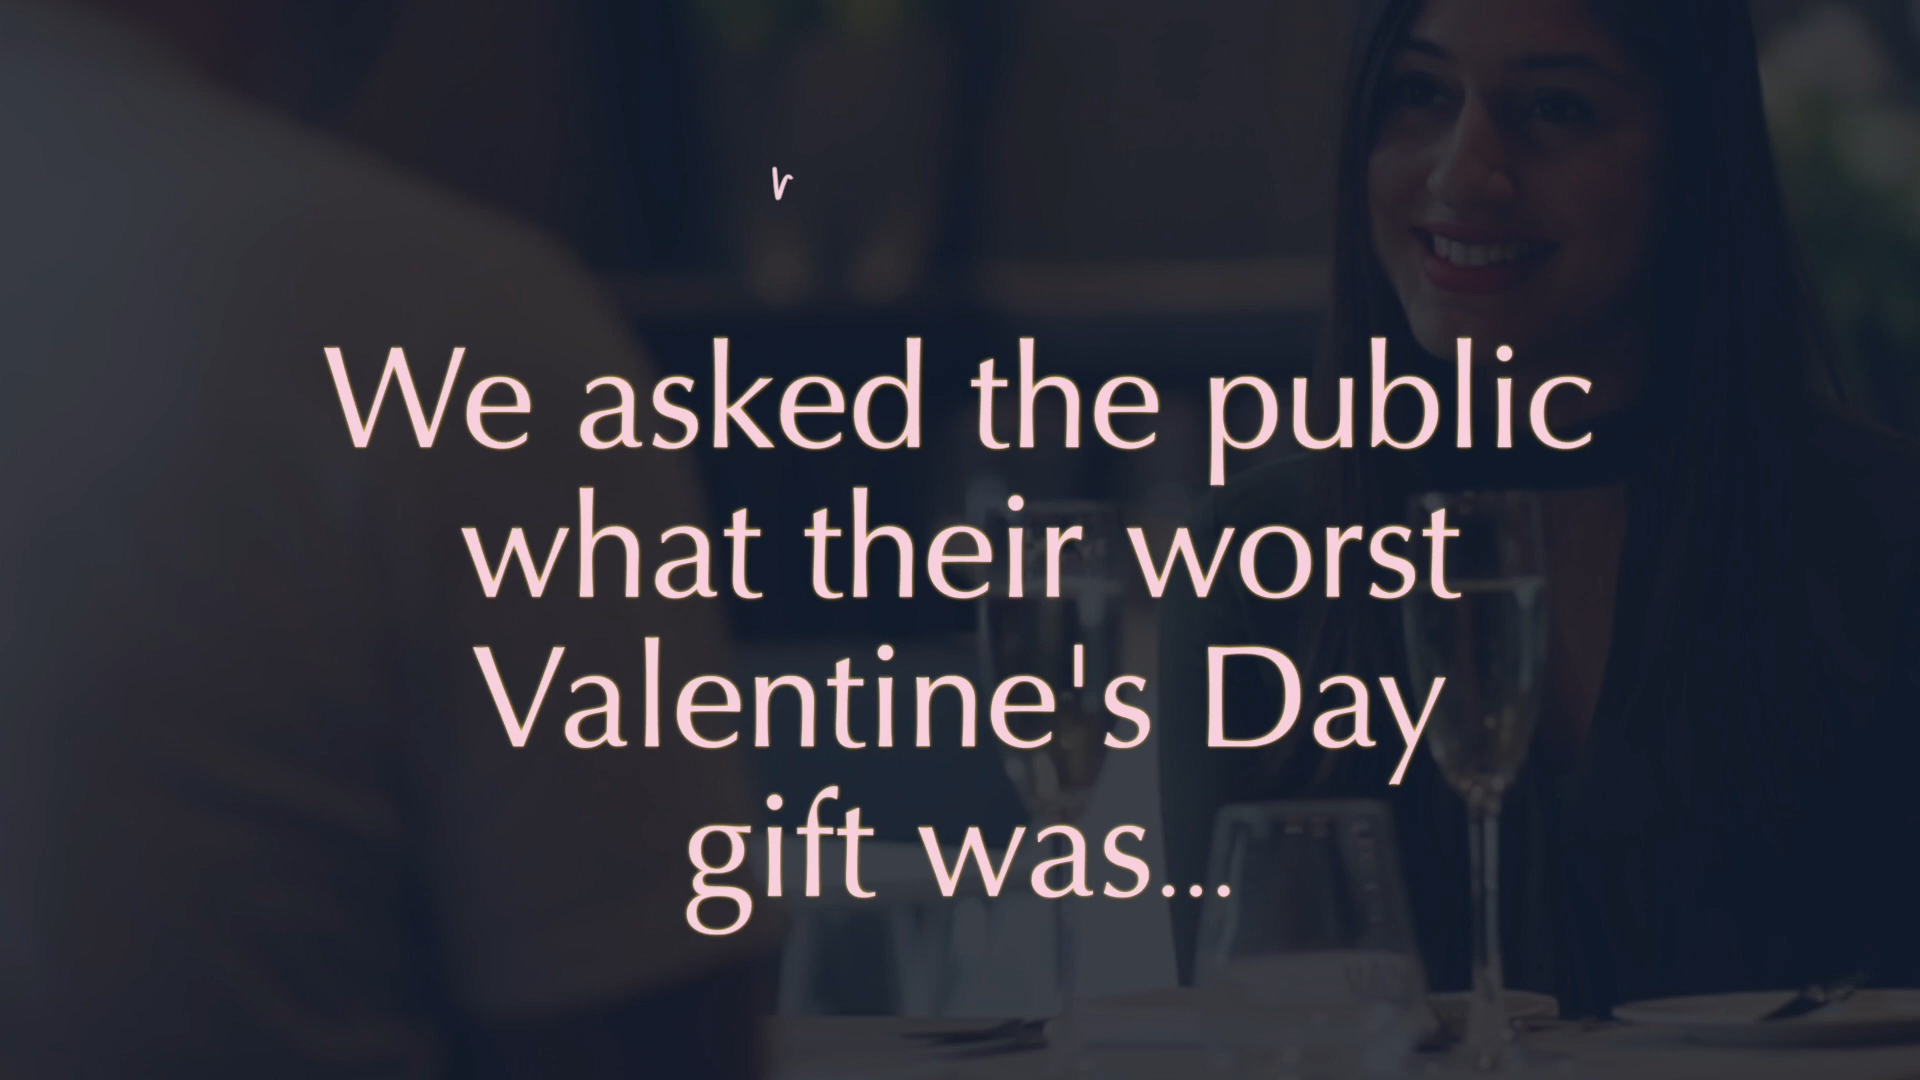 We asked the public
what their worst
Valentine's Day
gift was...